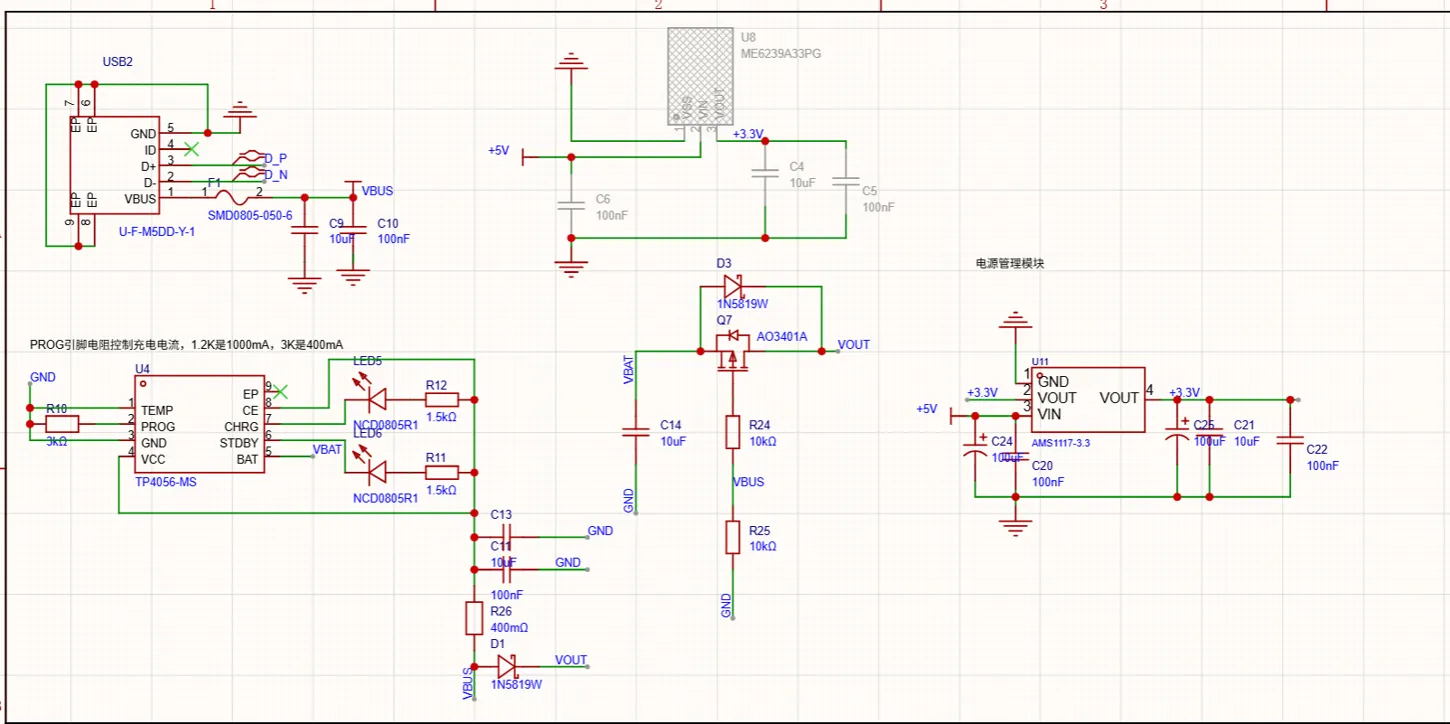 1
2
3
USB2
7
6
EP
EP
GND
5
ID
4
D+
3
D-
2
VBUS
1
EP
EP
9
8
U-F-M5DD-Y-1
D_P
D_N
F1
1
2
SMD0805-050-6
VBUS
C9
10uF
C10
100nF
U8
ME6239A33PG
VSS
VIN
VOUT
1
2
3
+5V
+3.3V
C6
100nF
C4
10uF
C5
100nF
PROG引脚电阻控制充电电流，1.2K是1000mA，3K是400mA
GND
R10
3kΩ
U4
1
TEMP
2
PROG
3
GND
4
VCC
EP
9
CE
8
CHRG
7
STDBY
6
BAT
5
TP4056-MS
VBAT
LED5
NCD0805R1
R12
1.5kΩ
LED6
NCD0805R1
R11
1.5kΩ
C13
10uF
GND
C11
100nF
GND
R26
400mΩ
D1
1N5819W
VOUT
VBUS
D3
1N5819W
Q7
AO3401A
VOUT
VBAT
C14
10uF
GND
R24
10kΩ
VBUS
R25
10kΩ
GND
电源管理模块
U11
1
GND
2
VOUT
3
VIN
VOUT
4
AMS1117-3.3
+3.3V
+5V
+3.3V
C24
100uF
C20
100nF
C25
100uF
C21
10uF
C22
100nF